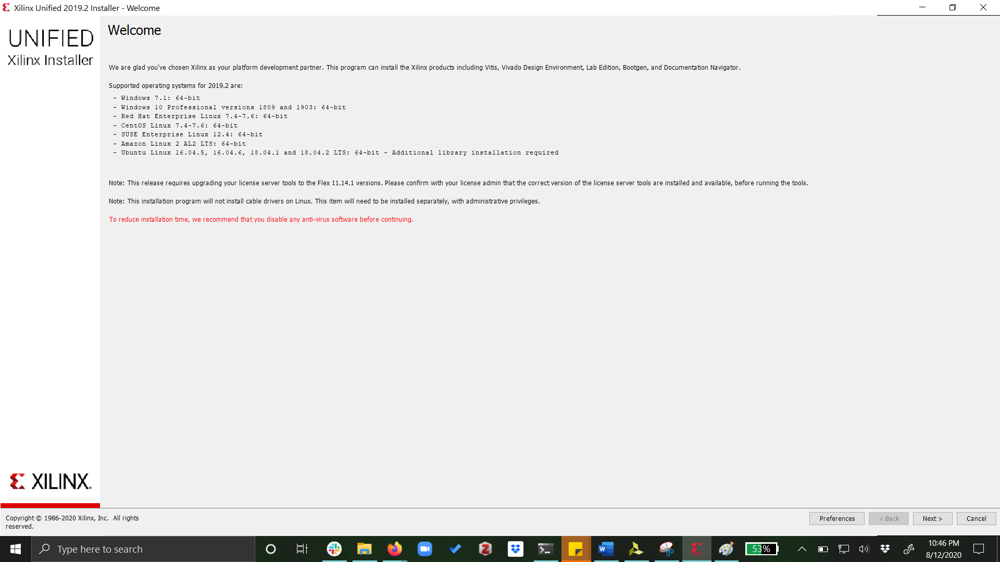 Xilinx Unified 2019.2 Installer - Welcome
UNIFIED
Xilinx Installer
Welcome
We are glad you've chosen Xilinx as your platform development partner. This program can install the Xilinx products including Vitis, Vivado Design Environment, Lab Edition, Bootgen, and Documentation Navigator.
Supported operating systems for 2019.2 are:
- Windows 7.1: 64-bit
- Windows 10 Professional versions 1809 and 1903: 64-bit
- Red Hat Enterprise Linux 7.4-7.6: 64-bit
- CentOS Linux 7.4-7.6: 64-bit
- SUSE Enterprise Linux 12.4: 64-bit
- Amazon Linux 2 AL2 LTS: 64-bit
- Ubuntu Linux 16.04.5, 16.04.6, 18.04.1 and 18.04.2 LTS: 64-bit - Additional library installation required
Note: This release requires upgrading your license server tools to the Flex 11.14.1 versions. Please confirm with your license admin that the correct version of the license server tools are installed and available, before running the tools.
Note: This installation program will not install cable drivers on Linux. This item will need to be installed separately, with administrative privileges.
To reduce installation time, we recommend that you disable any anti-virus software before continuing.
XILINX.
Copyright © 1986-2020 Xilinx, Inc. All rights
reserved.
Preferences
< Back
Next >
Cancel
Type here to search
Z
W
53%
10:46 PM
8/12/2020